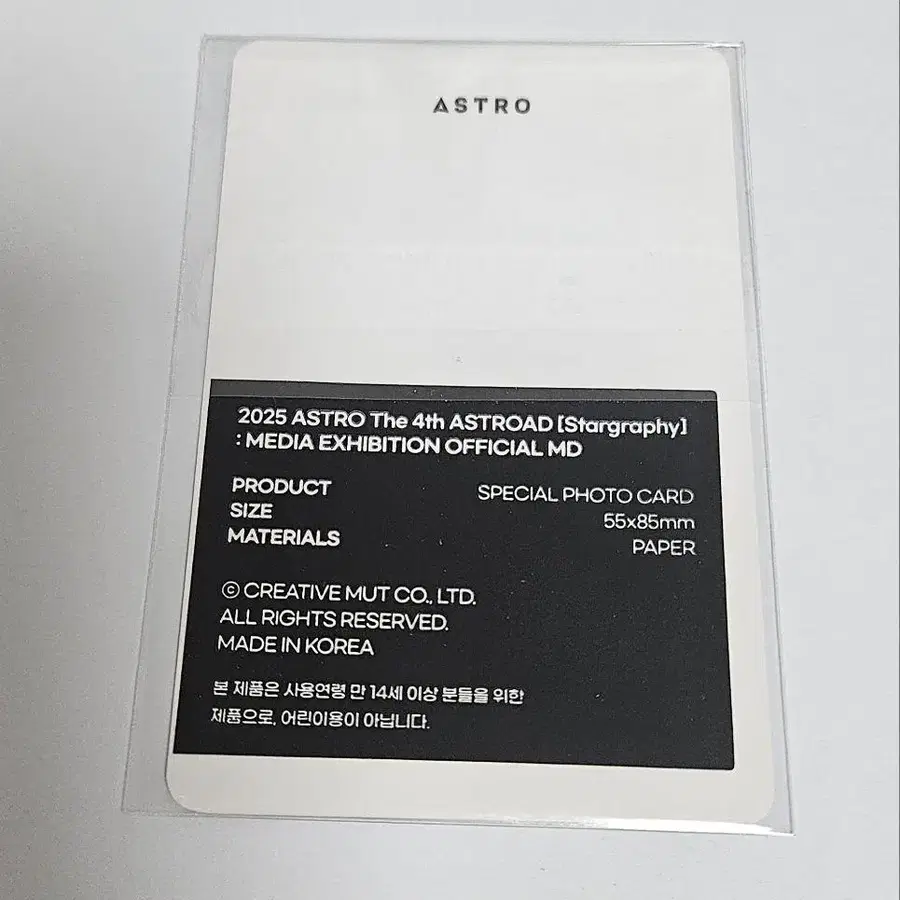 ASTRO
2025 ASTRO The 4th ASTROAD [Stargraphy]
: MEDIA EXHIBITION OFFICIAL MD
PRODUCT SPECIAL PHOTO CARD
SIZE 55x85mm
MATERIALS PAPER
© CREATIVE MUT CO., LTD.
ALL RIGHTS RESERVED.
MADE IN KOREA
본 제품은 사용연령 만 14세 이상 분들을 위한
제품으로, 어린이용이 아닙니다.